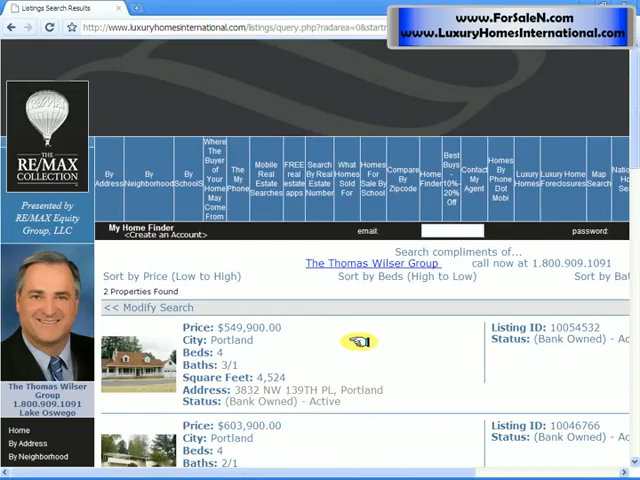 Listings Search Results
www.ForSaleN.com
http://www.luxuryhomesinternational.com/listings/query.php?radarea=0&start
www.LuxuryHomesInternational.com
THE
RE/MAX
COLLECTION®
Presented by
RE/MAX Equity
Group, LLC
By Address
By Neighborhood
By Schools
Where The Buyer of Your Home May Come From
The My Phone
Mobile Real Estate Searches
FREE real estate apps
Search By Real Estate Number
What Homes Sold For
Homes For Sale By School
Compare By Zipcode
Home Finder
Best Buys - 10%- 20% Off
Contact My Agent
Homes By Phone Dot Mobi
Luxury Homes
Luxury Home Foreclosures
Map Search
My Home Finder
<Create an Account>
email:
password:
Search compliments of...
The Thomas Wilser Group call now at 1.800.909.1091
Sort by Price (Low to High)
Sort by Beds (High to Low)
Sort by Bat
2 Properties Found
<< Modify Search
Price: $549,900.00
City: Portland
Beds: 4
Baths: 3/1
Square Feet: 4,524
Address: 3832 NW 139TH PL, Portland
Status: (Bank Owned) - Active
Listing ID: 10054532
Status: (Bank Owned) - Ac
The Thomas Wilser
Group
1.800.909.1091
Lake Oswego
Home
By Address
By Neighborhood
Price: $603,900.00
City: Portland
Beds: 4
Baths: 2/1
Listing ID: 10046766
Status: (Bank Owned) - Ac